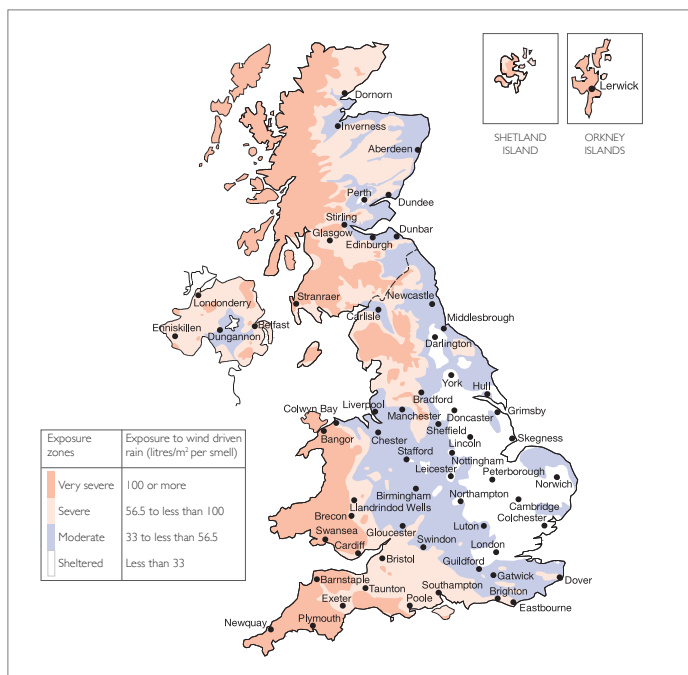 Dornorn
Inverness
Aberdeen
Perth
Dundee
Stirling
Glasgow
Edinburgh
Dunbar
Lerwick
SHETLAND
ISLAND
ORKNEY
ISLANDS
Londonderry
Stranraer
Newcastle
Carlisle
Enniskillen
Belfast
Dungannon
Middlesbrough
Darlington
York
Hull
Bradford
Liverpool
Manchester
Doncaster
Grimsby
Colwyn Bay
Sheffield
Skegness
Bangor
Chester
Lincoln
Stafford
Nottingham
Leicester
Peterborough
Norwich
Birmingham
Northampton
Llandrindod Wells
Cambridge
Brecon
Colchester
Swansea
Gloucester
Luton
Cardiff
Swindon
London
Bristol
Guildford
Barnstaple
Taunton
Southampton
Gatwick
Dover
Exeter
Poole
Brighton
Eastbourne
Newquay
Plymouth
Exposure
zones
Exposure to wind driven
rain (litres/m² per smell)
Very severe
100 or more
Severe
56.5 to less than 100
Moderate
33 to less than 56.5
Sheltered
Less than 33